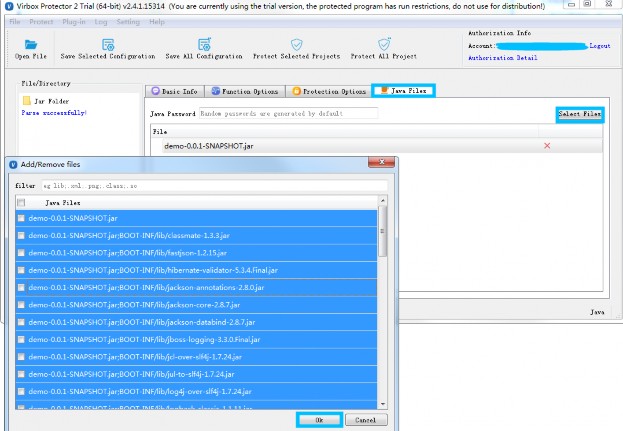 Virbox Protector 2 Trial (64-bit) v2.4.1.15314 (You are currently using the trial version, the protected program has run restrictions, do not use for distribution!)
File Protect Plug-in Log Setting Help
Open File
Save Selected Configuration
Save All Configuration
Protect Selected Projects
Protect All Project
Authorization Info
Account:
Logout
Authorization Detail
File/Directory
Jar Folder
Parse successfully!
Basic Info
Function Options
Protection Options
Java Files
Java Password
Random passwords are generated by default
Select Files
File
demo-0.0.1-SNAPSHOT.jar
Add/Remove files
filter
eg lib;.xml;.png;.class;.so
Java Files
demo-0.0.1-SNAPSHOT.jar
demo-0.0.1-SNAPSHOT.jar;BOOT-INF/lib/classmate-1.3.3.jar
demo-0.0.1-SNAPSHOT.jar;BOOT-INF/lib/fastjson-1.2.15.jar
demo-0.0.1-SNAPSHOT.jar;BOOT-INF/lib/hibernate-validator-5.3.4.Final.jar
demo-0.0.1-SNAPSHOT.jar;BOOT-INF/lib/jackson-annotations-2.8.0.jar
demo-0.0.1-SNAPSHOT.jar;BOOT-INF/lib/jackson-core-2.8.7.jar
demo-0.0.1-SNAPSHOT.jar;BOOT-INF/lib/jackson-databind-2.8.7.jar
demo-0.0.1-SNAPSHOT.jar;BOOT-INF/lib/jboss-logging-3.3.0.Final.jar
demo-0.0.1-SNAPSHOT.jar;BOOT-INF/lib/jcl-over-slf4j-1.7.24.jar
demo-0.0.1-SNAPSHOT.jar;BOOT-INF/lib/jul-to-slf4j-1.7.24.jar
demo-0.0.1-SNAPSHOT.jar;BOOT-INF/lib/log4j-over-slf4j-1.7.24.jar
demo-0.0.1-SNAPSHOT.jar;BOOT-INF/lib/logback-classic-1.1.11.jar
Ok
Cancel
Java